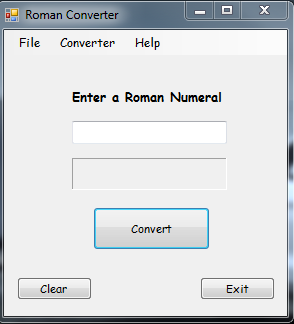 Roman Converter
File Converter Help
Enter a Roman Numeral
Convert
Clear Exit